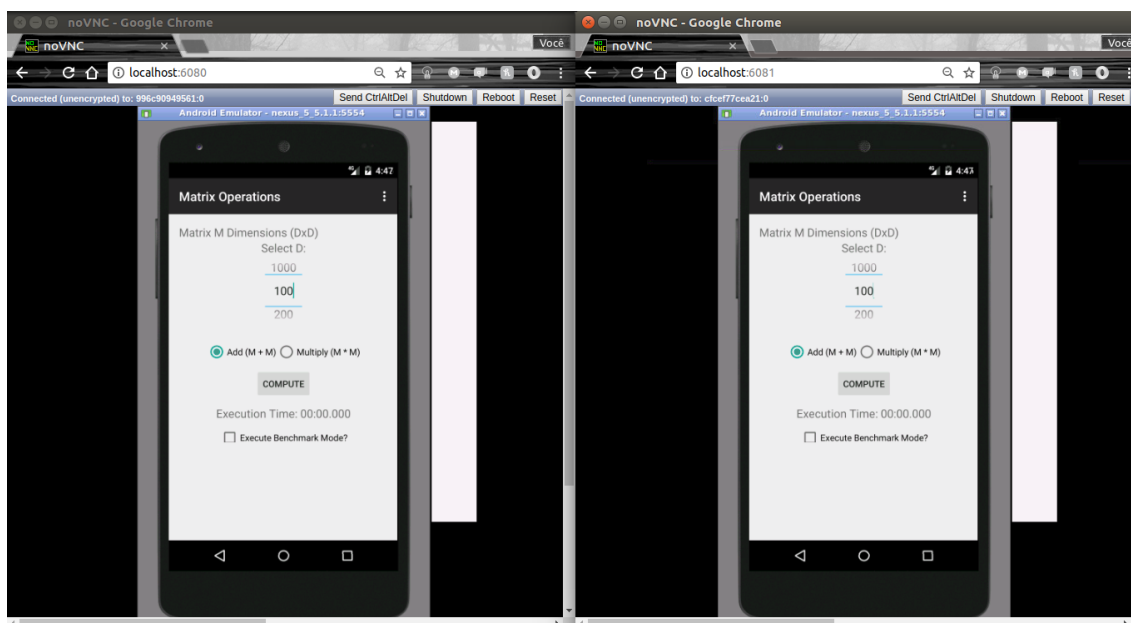 noVNC - Google Chrome
noVNC
Você
localhost:6080
Connected (unencrypted) to: 996c90949561:0
Send CtrlAltDel
Shutdown
Reboot
Reset
Android Emulator - nexus_5_5.1.1:5554
4:47
Matrix Operations
Matrix M Dimensions (DxD)
Select D:
1000
100
200
Add (M + M)
Multiply (M * M)
COMPUTE
Execution Time: 00:00.000
Execute Benchmark Mode?
noVNC - Google Chrome
noVNC
Você
localhost:6081
Connected (unencrypted) to: cfcef77cea21:0
Send CtrlAltDel
Shutdown
Reboot
Reset
Android Emulator - nexus_5_5.1.1:5554
4:47
Matrix Operations
Matrix M Dimensions (DxD)
Select D:
1000
100
200
Add (M + M)
Multiply (M * M)
COMPUTE
Execution Time: 00:00.000
Execute Benchmark Mode?